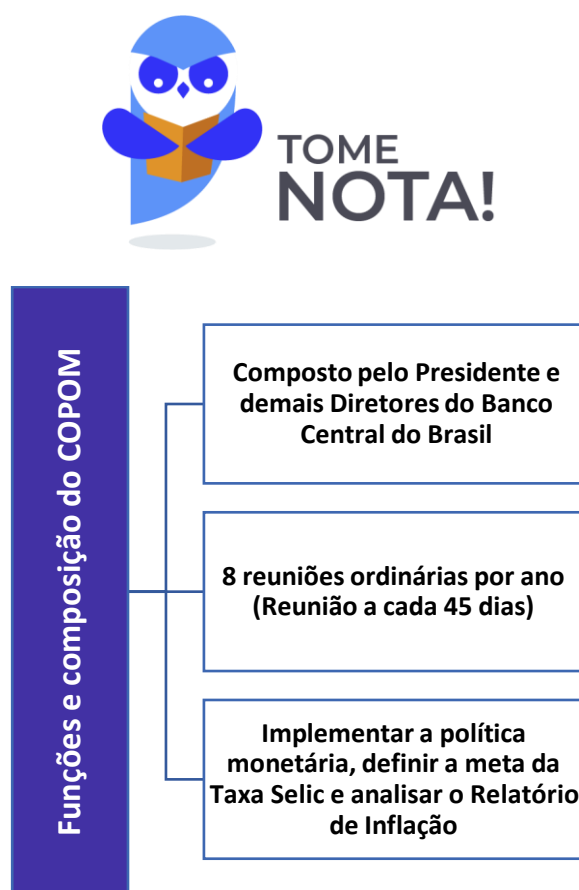 TOME
NOTA!
Funções e composição do COPOM
Composto pelo Presidente e
demais Diretores do Banco
Central do Brasil
8 reuniões ordinárias por ano
(Reunião a cada 45 dias)
Implementar a política
monetária, definir a meta da
Taxa Selic e analisar o Relatório
de Inflação